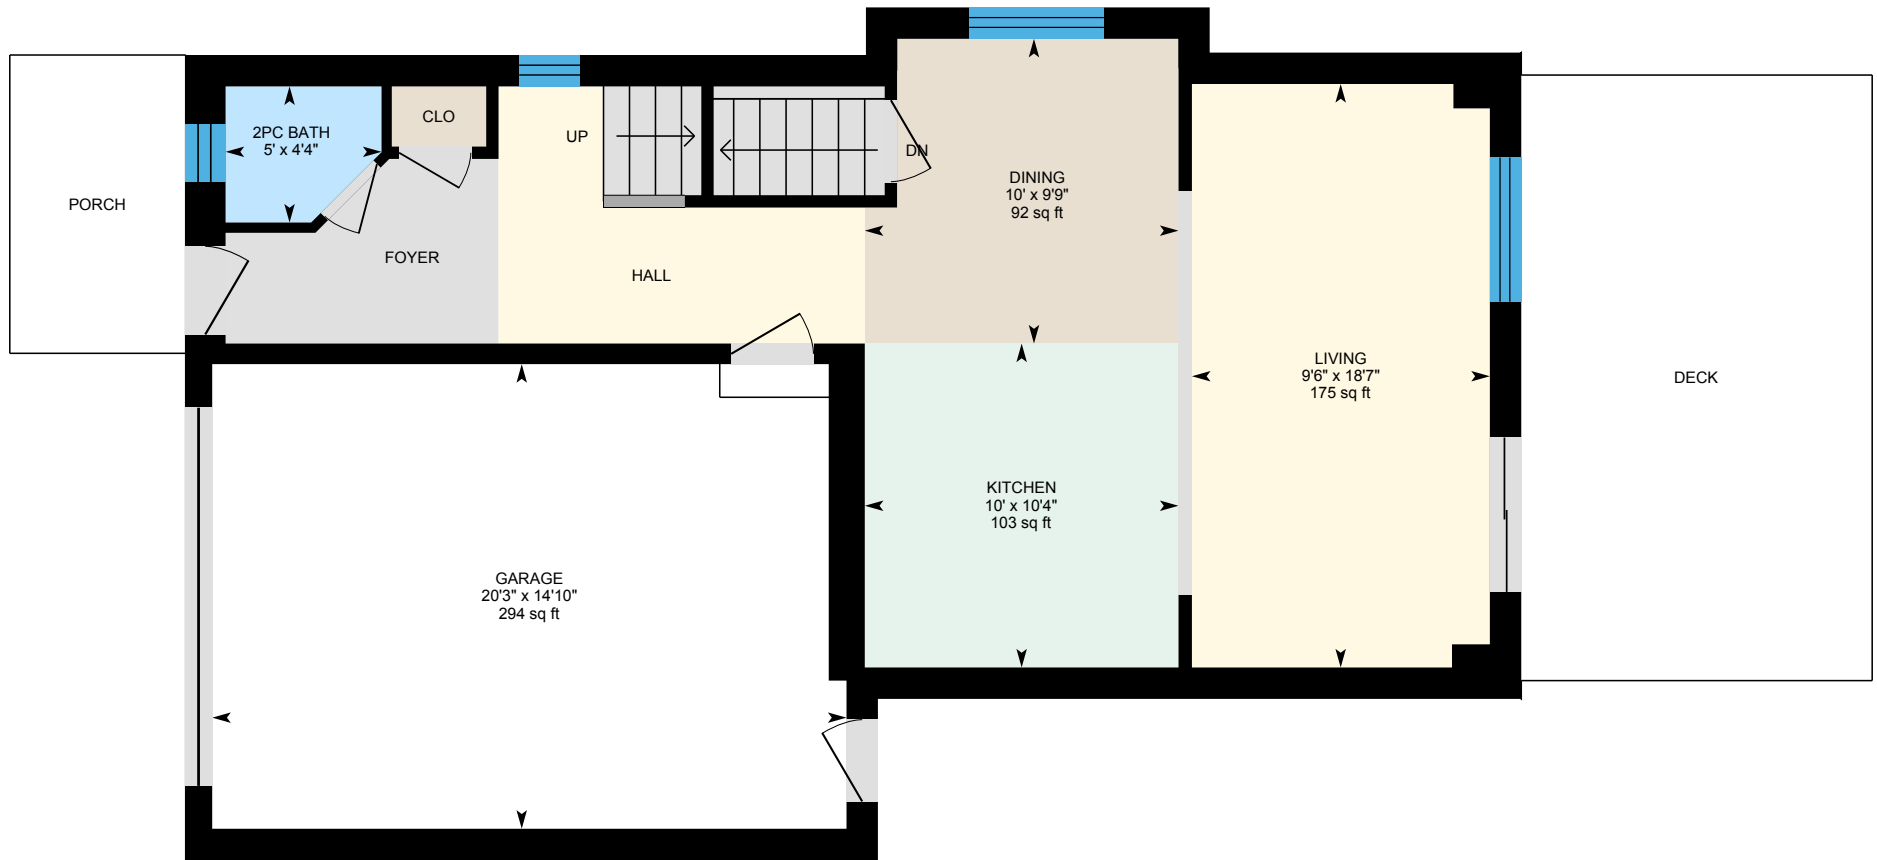 PORCH
2PC BATH
5' x 4'4"
CLO
UP
DN
FOYER
HALL
DINING
10' x 9'9"
92 sq ft
LIVING
9'6" x 18'7"
175 sq ft
DECK
KITCHEN
10' x 10'4"
103 sq ft
GARAGE
20'3" x 14'10"
294 sq ft